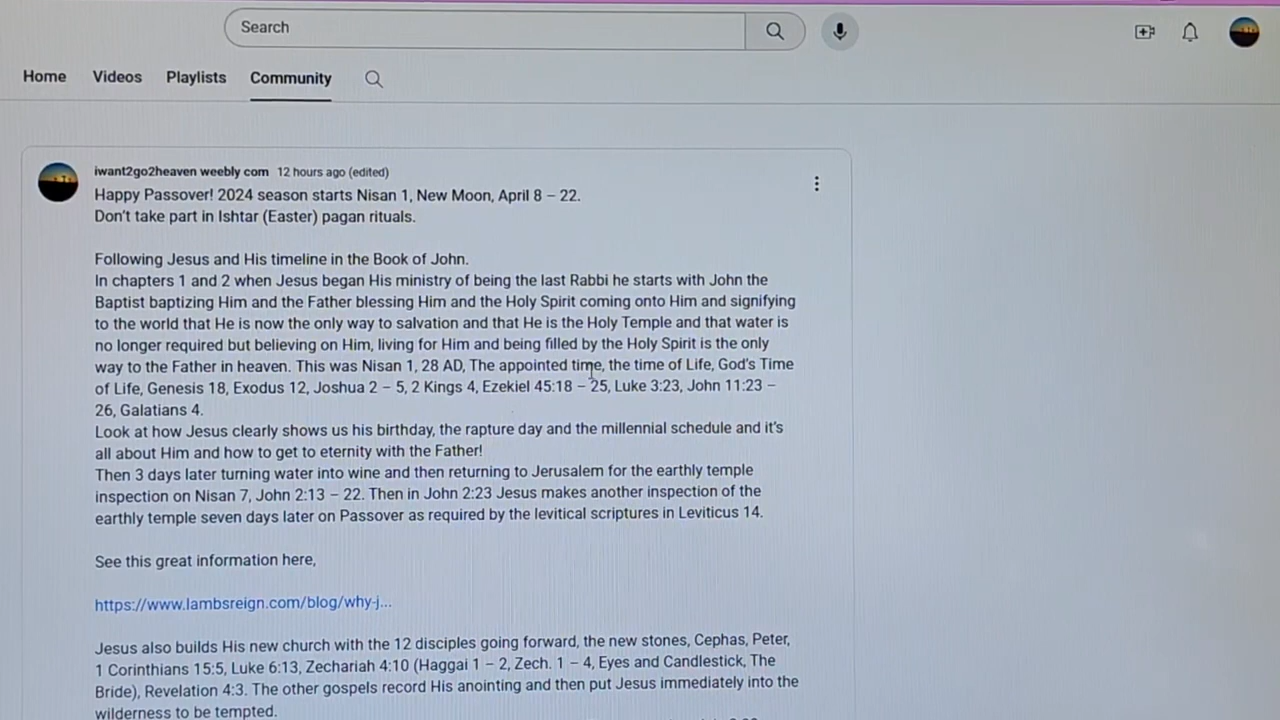 Search
Home Videos Playlists Community
iwant2go2heaven weebly com 12 hours ago (edited)
Happy Passover! 2024 season starts Nisan 1, New Moon, April 8 – 22.
Don't take part in Ishtar (Easter) pagan rituals.
Following Jesus and His timeline in the Book of John.
In chapters 1 and 2 when Jesus began His ministry of being the last Rabbi he starts with John the
Baptist baptizing Him and the Father blessing Him and the Holy Spirit coming onto Him and signifying
to the world that He is now the only way to salvation and that He is the Holy Temple and that water is
no longer required but believing on Him, living for Him and being filled by the Holy Spirit is the only
way to the Father in heaven. This was Nisan 1, 28 AD, The appointed time, the time of Life, God's Time
of Life, Genesis 18, Exodus 12, Joshua 2 – 5, 2 Kings 4, Ezekiel 45:18 – 25, Luke 3:23, John 11:23 –
26, Galatians 4.
Look at how Jesus clearly shows us his birthday, the rapture day and the millennial schedule and it's
all about Him and how to get to eternity with the Father!
Then 3 days later turning water into wine and then returning to Jerusalem for the earthly temple
inspection on Nisan 7, John 2:13 – 22. Then in John 2:23 Jesus makes another inspection of the
earthly temple seven days later on Passover as required by the levitical scriptures in Leviticus 14.
See this great information here,
https://www.lambsreign.com/blog/why-j...
Jesus also builds His new church with the 12 disciples going forward, the new stones, Cephas, Peter,
1 Corinthians 15:5, Luke 6:13, Zechariah 4:10 (Haggai 1 – 2, Zech. 1 – 4, Eyes and Candlestick, The
Bride), Revelation 4:3. The other gospels record His anointing and then put Jesus immediately into the
wilderness to be tempted.